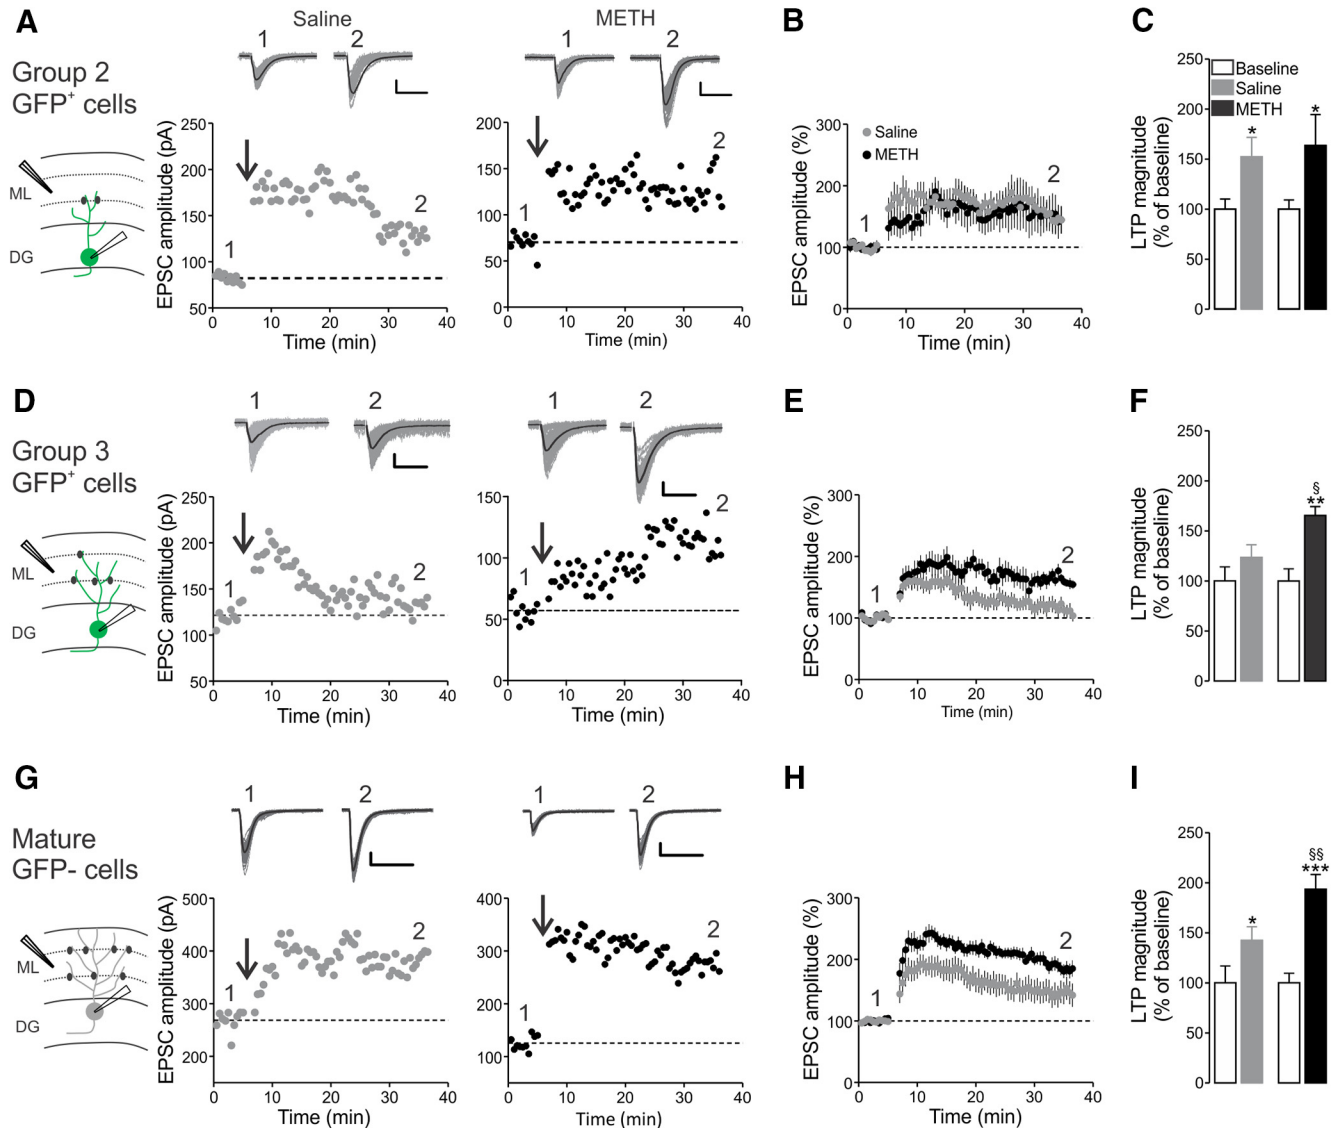 A
Saline
METH
B
C
Group 2
GFP+ cells
1
2
1
2
ML
DG
EPSC amplitude (pA)
250
200
150
100
50
1
2
0
10
20
30
40
Time (min)
200
150
100
50
0
1
2
0
10
20
30
40
Time (min)
EPSC amplitude (%)
300
200
100
0
Saline
METH
1
2
0
10
20
30
40
Time (min)
LTP magnitude
(% of baseline)
250
200
150
100
50
0
Baseline
Saline
METH
*
*
D
E
F
Group 3
GFP+ cells
1
2
1
2
ML
DG
EPSC amplitude (pA)
250
200
150
100
50
1
2
0
10
20
30
40
Time (min)
150
100
50
0
1
2
0
10
20
30
40
Time (min)
EPSC amplitude (%)
300
200
100
0
1
2
0
10
20
30
40
Time (min)
LTP magnitude
(% of baseline)
250
200
150
100
50
0
§
**
G
H
I
Mature
GFP- cells
1
2
1
2
ML
DG
EPSC amplitude (pA)
500
400
300
200
1
2
0
10
20
30
40
Time (min)
400
300
200
100
1
2
0
10
20
30
40
Time (min)
EPSC amplitude (%)
300
200
100
0
1
2
0
10
20
30
40
Time (min)
LTP magnitude
(% of baseline)
250
200
150
100
50
0
*
§§
***